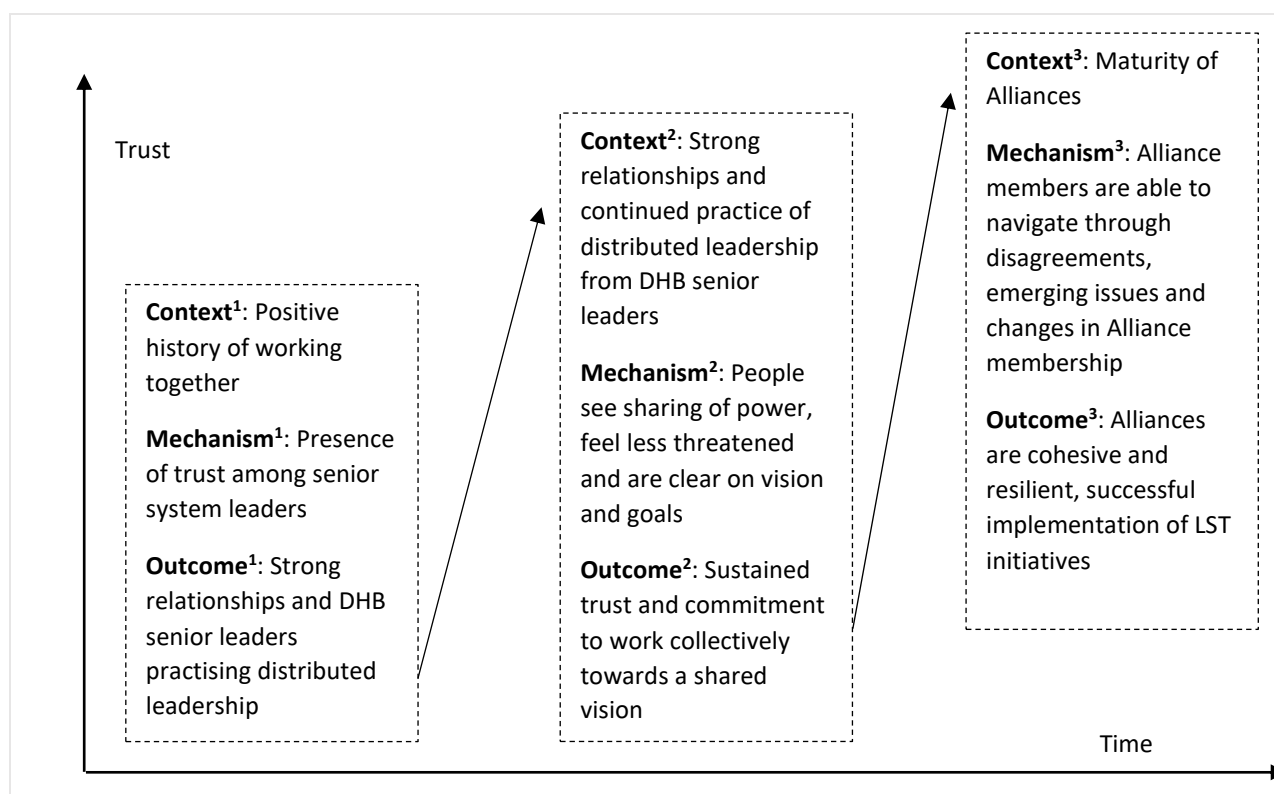 Trust
Context¹: Positive
history of working
together
Mechanism¹: Presence
of trust among senior
system leaders
Outcome¹: Strong
relationships and DHB
senior leaders
practising distributed
leadership
Context²: Strong
relationships and
continued practice of
distributed leadership
from DHB senior
leaders
Mechanism²: People
see sharing of power,
feel less threatened
and are clear on vision
and goals
Outcome²: Sustained
trust and commitment
to work collectively
towards a shared
vision
Context³: Maturity of
Alliances
Mechanism³: Alliance
members are able to
navigate through
disagreements,
emerging issues and
changes in Alliance
membership
Outcome³: Alliances
are cohesive and
resilient, successful
implementation of LST
initiatives
Time